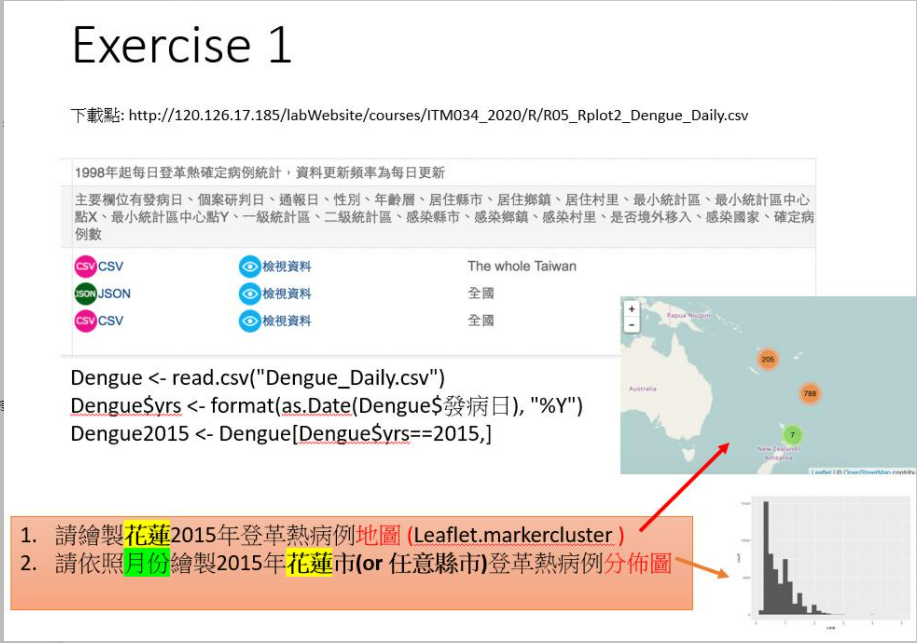 Exercise 1
下載點: http://120.126.17.185/labWebsite/courses/ITM034_2020/R/R05_Rplot2_Dengue_Daily.csv
1998年起每日登革熱確定病例統計，資料更新頻率為每日更新
主要欄位有發病日、個案研判日、通報日、性別、年齡層、居住縣市、居住鄉鎮、居住村里、最小統計區、最小統計區中心
點X、最小統計區中心點Y、一級統計區、二級統計區、感染縣市、感染鄉鎮、感染村里、是否境外移入、感染國家、確定病
例數
CSV CSV 檢視資料 The whole Taiwan
JSON JSON 檢視資料 全國
CSV CSV 檢視資料 全國
+
-
Papua Niugini
205
Australia
788
7
New Zealand/
Aotearoa
Leaflet | © OpenStreetMap contrib
Dengue <- read.csv("Dengue_Daily.csv")
Dengue$yrs <- format(as.Date(Dengue$發病日), "%Y")
Dengue2015 <- Dengue[Dengue$yrs==2015,]
1. 請繪製花蓮2015年登革熱病例地圖 (Leaflet.markercluster )
2. 請依照月份繪製2015年花蓮市(or 任意縣市)登革熱病例分佈圖